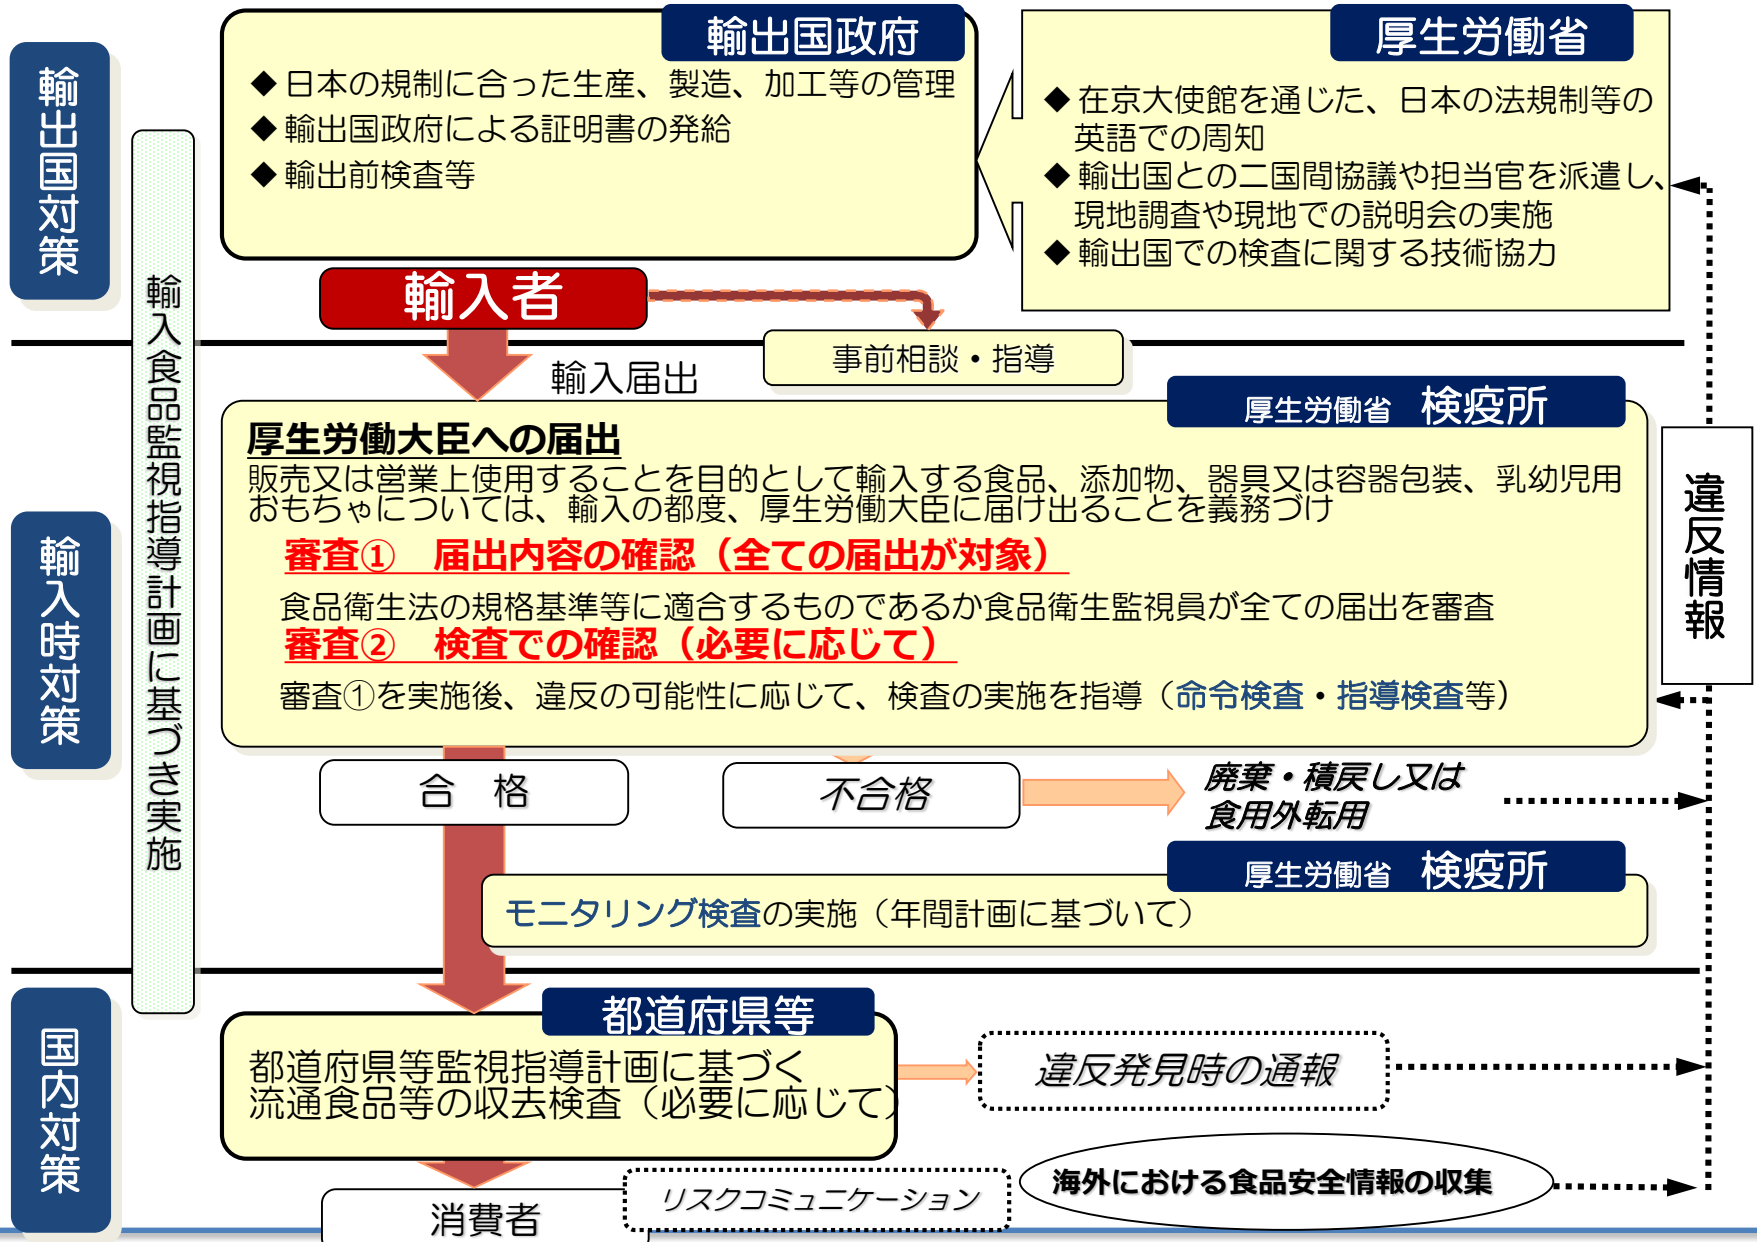 輸出国対策
輸出国政府
◆日本の規制に合った生産、製造、加工等の管理
◆輸出国政府による証明書の発給
◆輸出前検査等
厚生労働省
◆在京大使館を通じた、日本の法規制等の
英語での周知
◆輸出国との二国間協議や担当官を派遣し、
現地調査や現地での説明会の実施
◆輸出国での検査に関する技術協力
輸入食品監視指導計画に基づき実施
輸入者
事前相談・指導
輸入届出
輸入時対策
厚生労働省 検疫所
厚生労働大臣への届出
販売又は営業上使用することを目的として輸入する食品、添加物、器具又は容器包装、乳幼児用
おもちゃについては、輸入の都度、厚生労働大臣に届け出ることを義務づけ
審査① 届出内容の確認（全ての届出が対象）
食品衛生法の規格基準等に適合するものであるか食品衛生監視員が全ての届出を審査
審査② 検査での確認（必要に応じて）
審査①を実施後、違反の可能性に応じて、検査の実施を指導（命令検査・指導検査等）
違反情報
合 格
不合格
廃棄・積戻し又は
食用外転用
厚生労働省 検疫所
モニタリング検査の実施（年間計画に基づいて）
国内対策
都道府県等
都道府県等監視指導計画に基づく
流通食品等の収去検査（必要に応じて）
違反発見時の通報
海外における食品安全情報の収集
リスクコミュニケーション
消費者